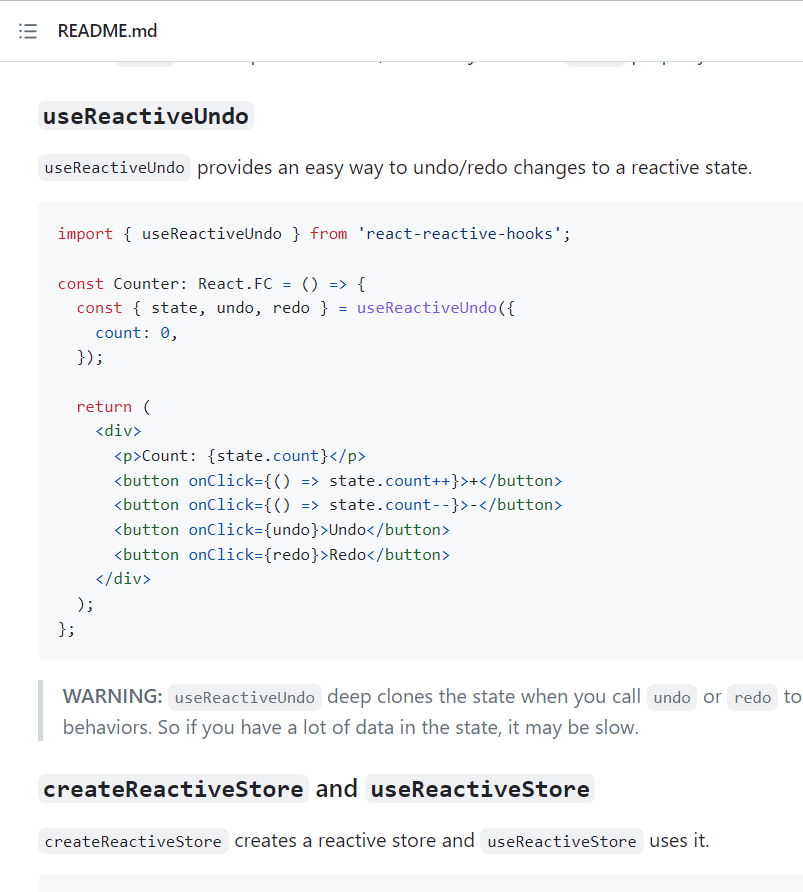 README.md
useReactiveUndo
useReactiveUndo provides an easy way to undo/redo changes to a reactive state.
import { useReactiveUndo } from 'react-reactive-hooks';
const Counter: React.FC = () => {
  const { state, undo, redo } = useReactiveUndo({
    count: 0,
  });
  return (
    <div>
      <p>Count: {state.count}</p>
      <button onClick={() => state.count++}>+</button>
      <button onClick={() => state.count--}>-</button>
      <button onClick={undo}>Undo</button>
      <button onClick={redo}>Redo</button>
    </div>
  );
};
WARNING: useReactiveUndo deep clones the state when you call undo or redo to
behaviors. So if you have a lot of data in the state, it may be slow.
createReactiveStore and useReactiveStore
createReactiveStore creates a reactive store and useReactiveStore uses it.